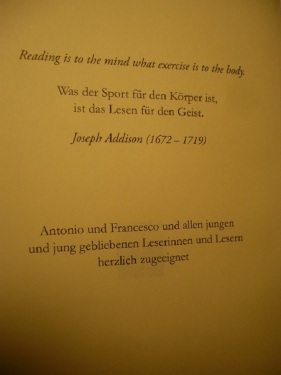 Reading is to the mind what exercise is to the body.
Was der Sport für den Körper ist,
ist das Lesen für den Geist.
Joseph Addison (1672 – 1719)
Antonio und Francesco und allen jungen
und jung gebliebenen Leserinnen und Lesern
herzlich zugeeignet